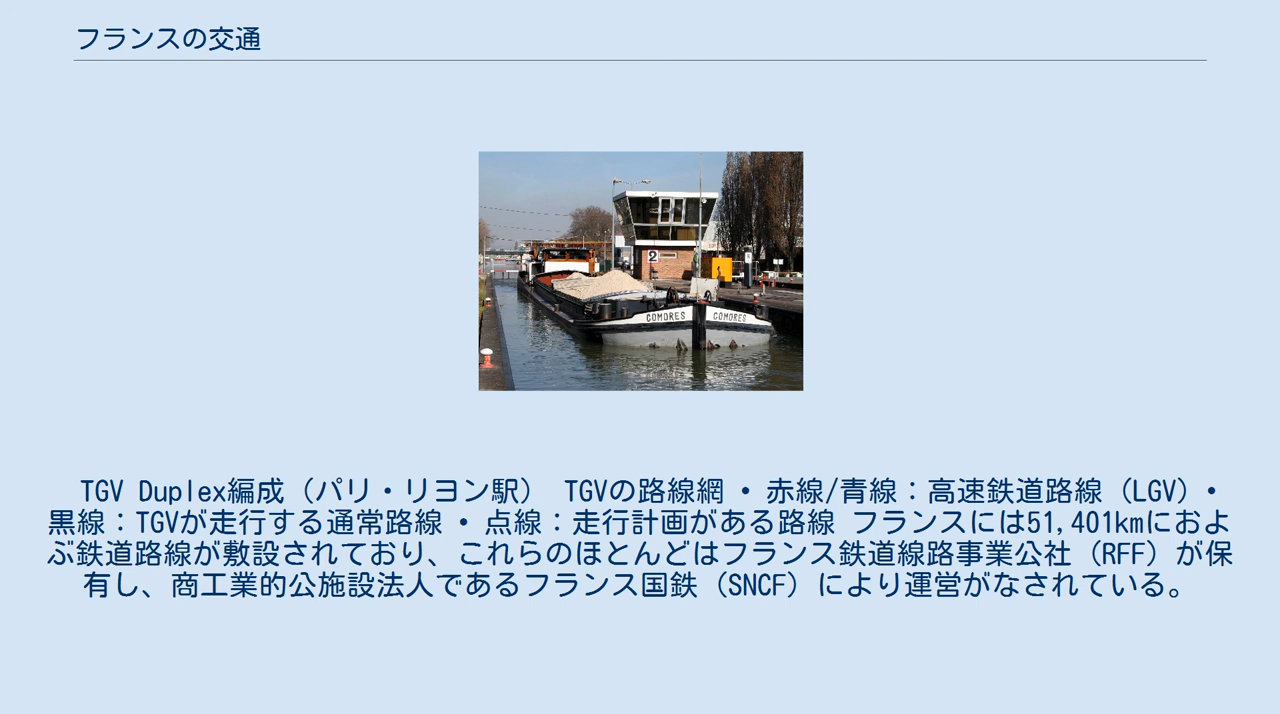 フランスの交通
2
COMORES COMORES
TGV Duplex編成（パリ・リヨン駅） TGVの路線網 • 赤線/青線：高速鉄道路線（LGV）•
黒線：TGVが走行する通常路線 • 点線：走行計画がある路線 フランスには51,401kmにおよ
ぶ鉄道路線が敷設されており、これらのほとんどはフランス鉄道線路事業公社（RFF）が保
有し、商工業的公施設法人であるフランス国鉄（SNCF）により運営がなされている。